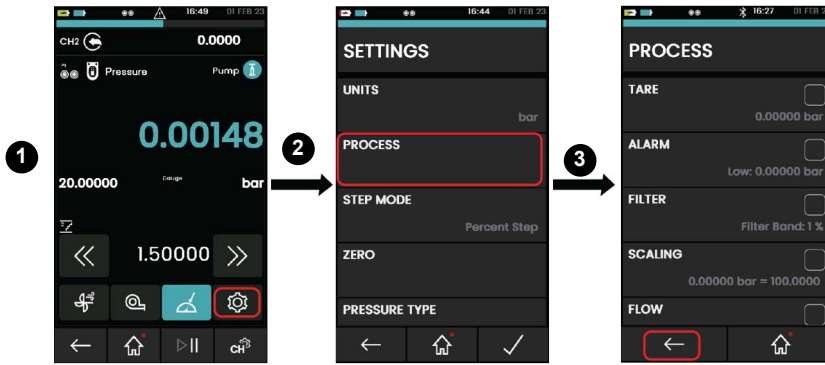 1
16:49 01 FEB 23
CH2 0.0000
Pressure Pump
0.00148
20.00000 Gauge bar
1.50000
CH
2
16:44 01 FEB 23
SETTINGS
UNITS
bar
PROCESS
STEP MODE
Percent Step
ZERO
PRESSURE TYPE
3
16:27 01 FEB 2
PROCESS
TARE
0.00000 bar
ALARM
Low: 0.00000 bar
FILTER
Filter Band: 1 %
SCALING
0.00000 bar = 100.0000
FLOW